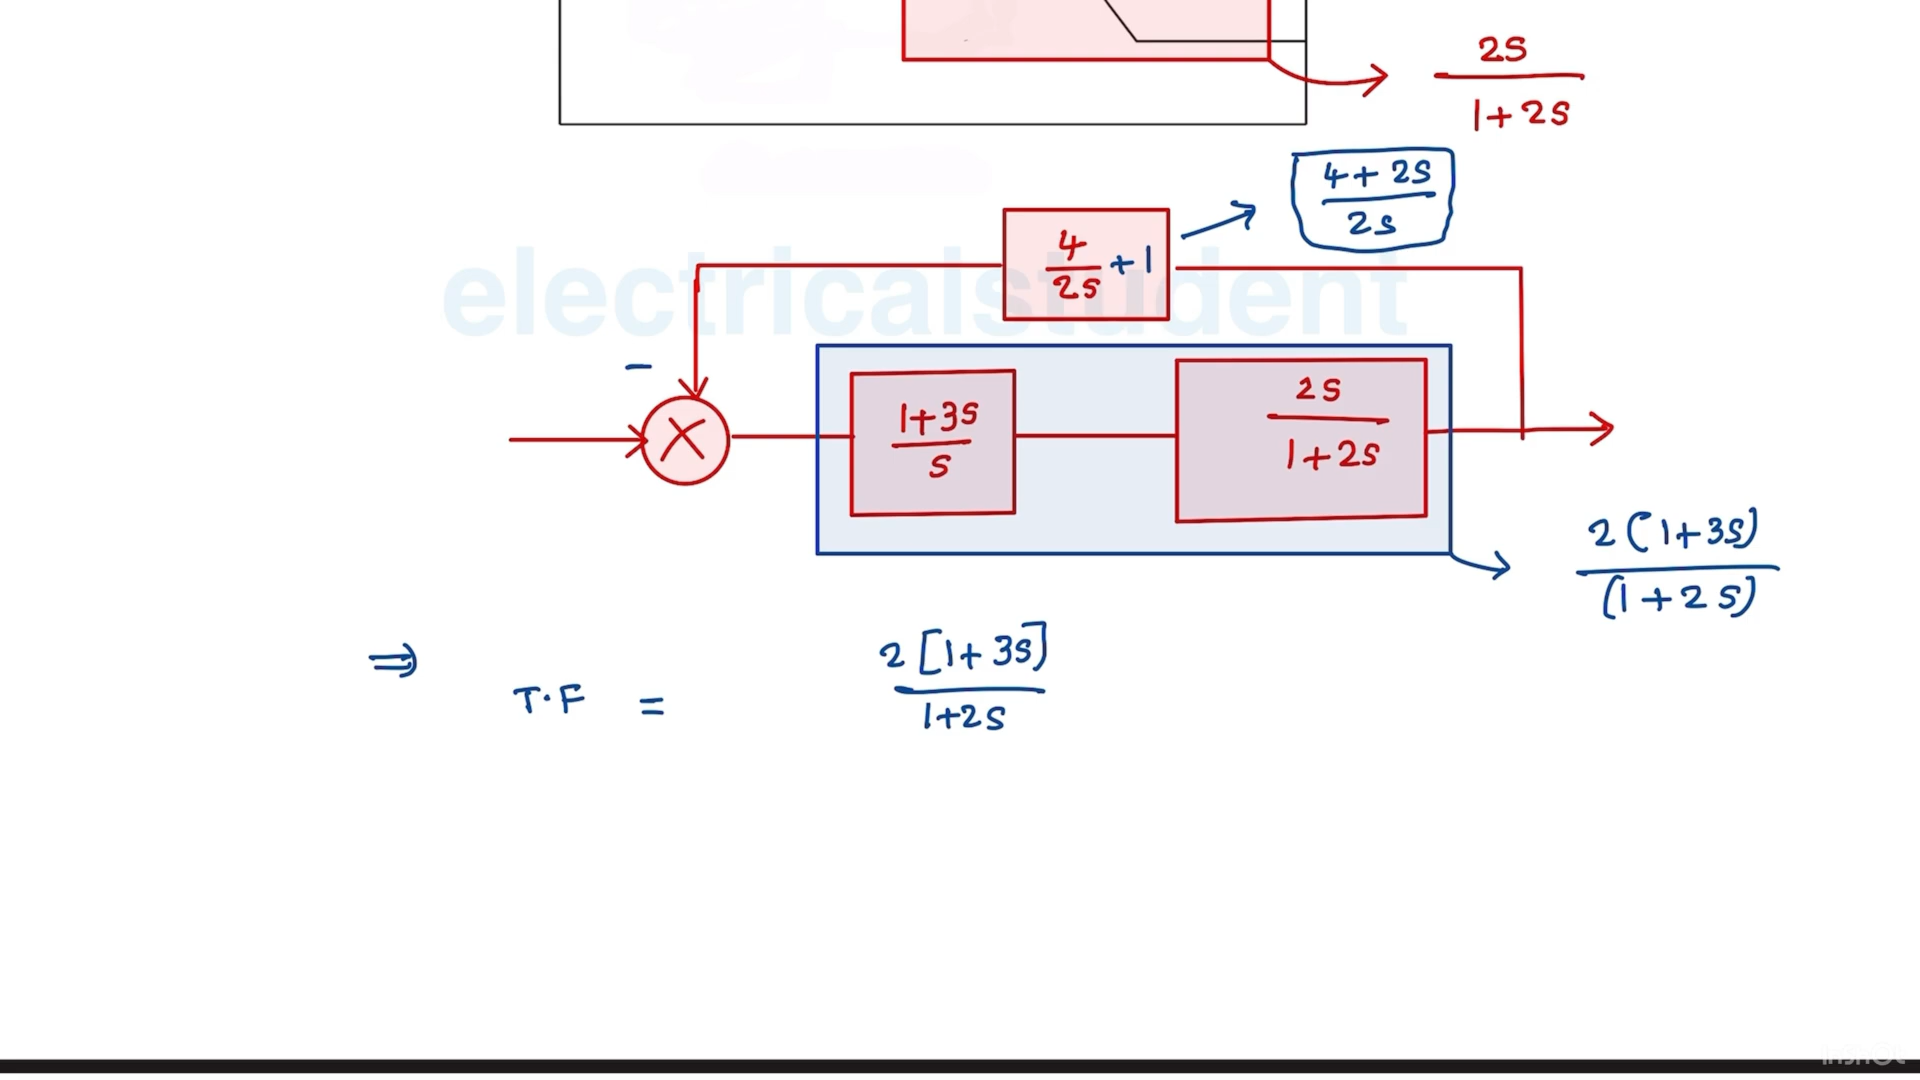 2S
1+2S
4+2S
2S
4
2S
+1
electricalstudent
-
1+3S
S
2S
1+2S
2(1+3S)
(1+2S)
⇒
T.F =
2[1+3S]
1+2S
INSHOT